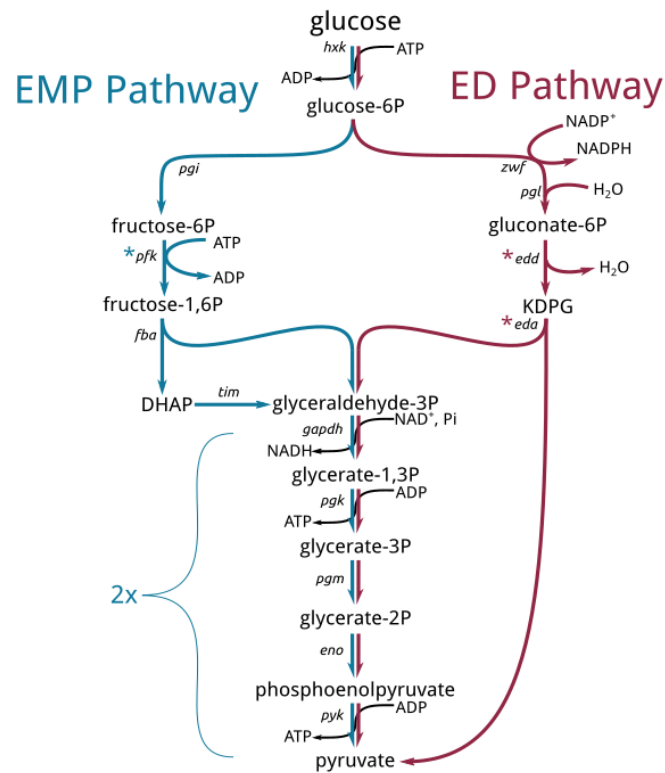 glucose
hxk
ATP
ADP
EMP Pathway
ED Pathway
glucose-6P
NADP⁺
NADPH
pgi
zwf
pgl
H₂O
fructose-6P
gluconate-6P
*pfk
ATP
ADP
*edd
H₂O
fructose-1,6P
KDPG
fba
*eda
DHAP
tim
glyceraldehyde-3P
gapdh
NAD⁺, Pi
NADH
glycerate-1,3P
pgk
ADP
ATP
glycerate-3P
2x
pgm
glycerate-2P
eno
phosphoenolpyruvate
pyk
ADP
ATP
pyruvate